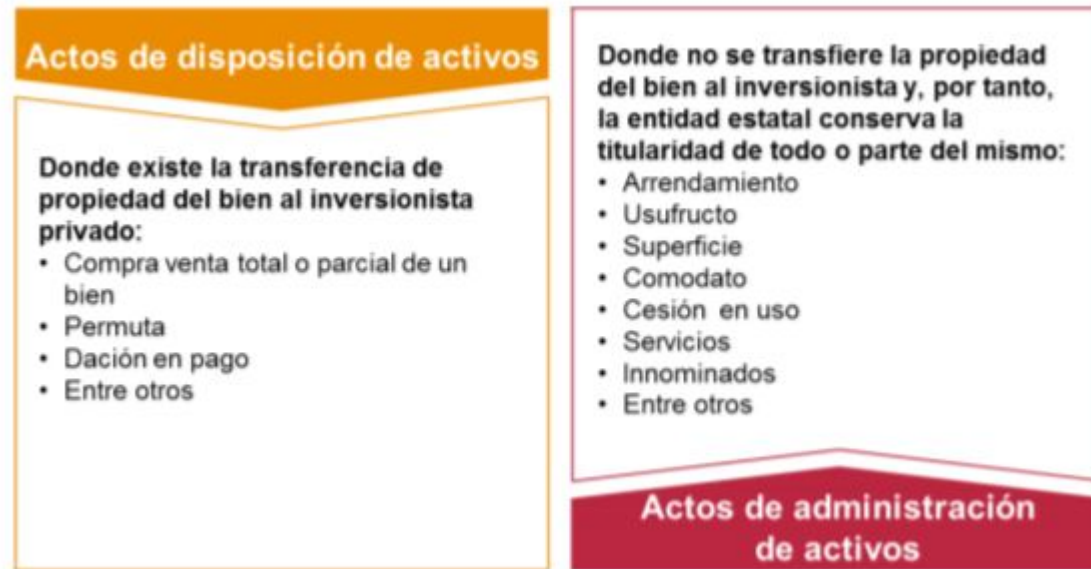 Actos de disposición de activos
Donde existe la transferencia de
propiedad del bien al inversionista
privado:
• Compra venta total o parcial de un
bien
• Permuta
• Dación en pago
• Entre otros
Donde no se transfiere la propiedad
del bien al inversionista y, por tanto,
la entidad estatal conserva la
titularidad de todo o parte del mismo:
• Arrendamiento
• Usufructo
• Superficie
• Comodato
• Cesión en uso
• Servicios
• Innominados
• Entre otros
Actos de administración
de activos